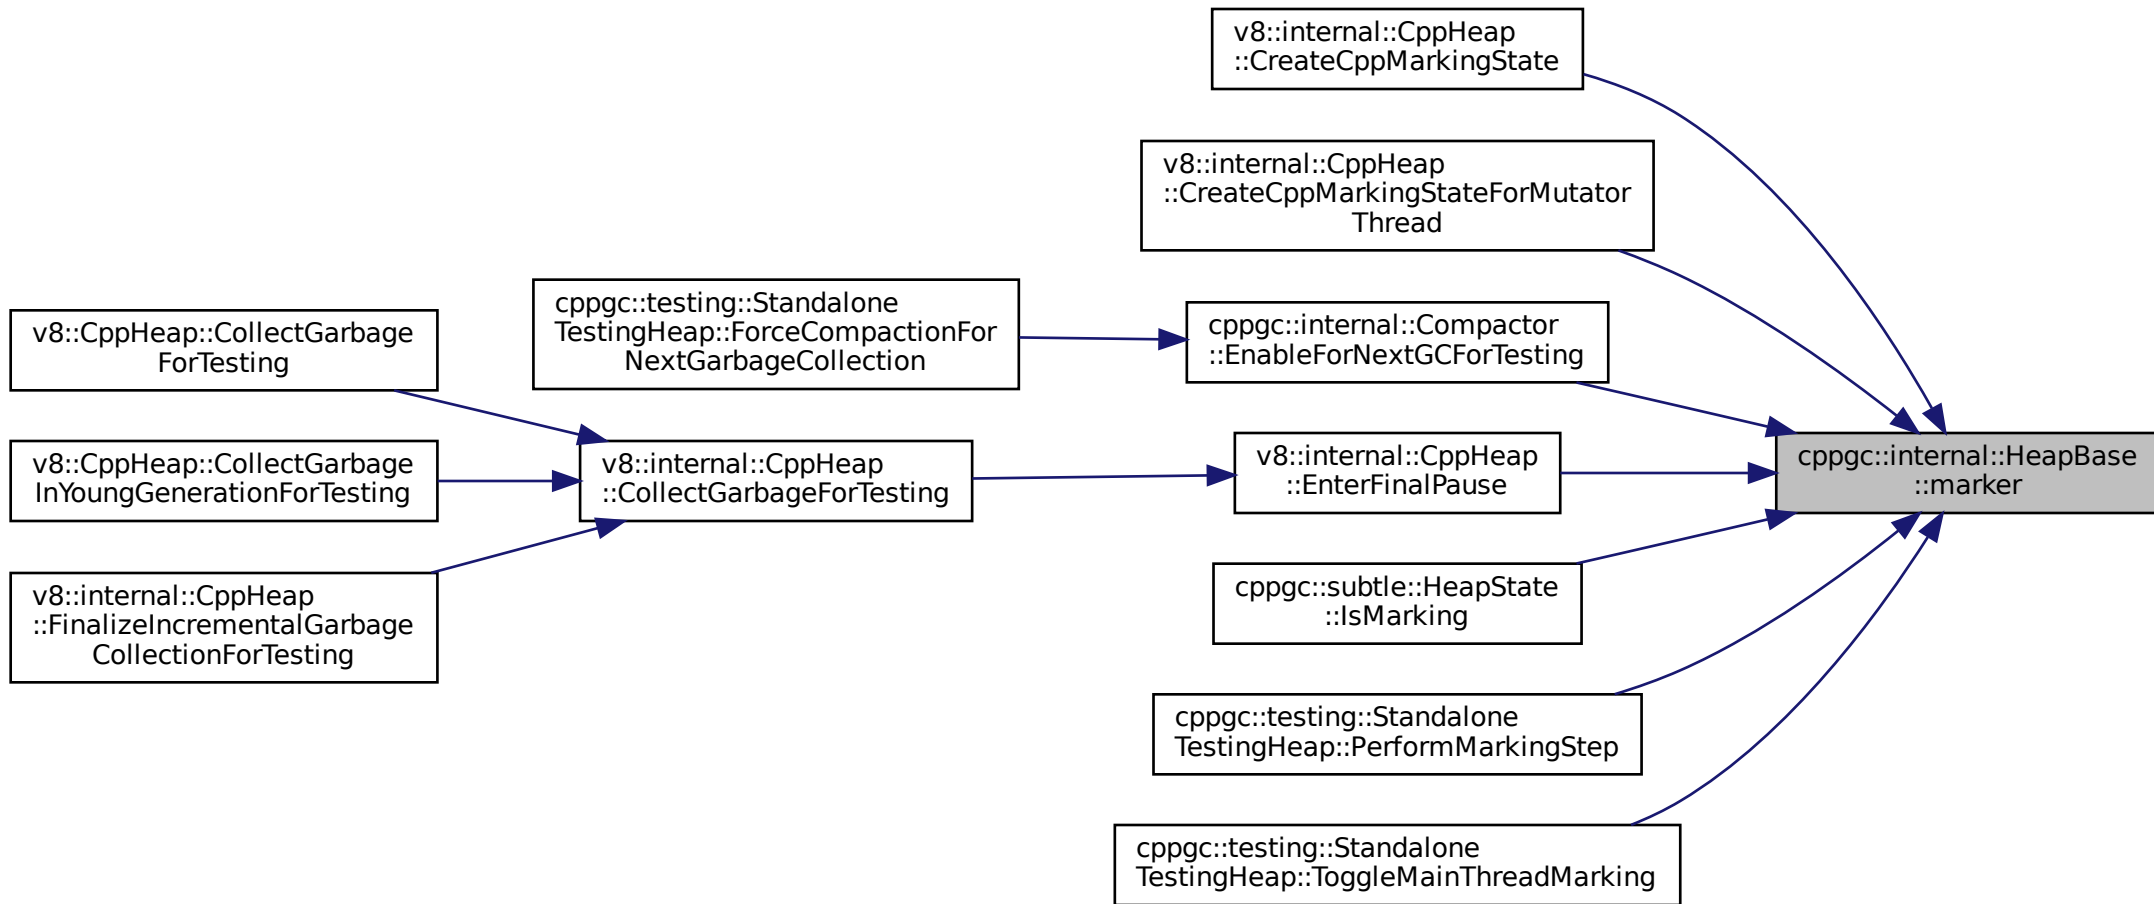 v8::internal::CppHeap
::CreateCppMarkingState
v8::internal::CppHeap
::CreateCppMarkingStateForMutator
Thread
cppgc::testing::Standalone
TestingHeap::ForceCompactionFor
NextGarbageCollection
cppgc::internal::Compactor
::EnableForNextGCForTesting
v8::CppHeap::CollectGarbage
ForTesting
v8::CppHeap::CollectGarbage
InYoungGenerationForTesting
v8::internal::CppHeap
::CollectGarbageForTesting
v8::internal::CppHeap
::EnterFinalPause
cppgc::internal::HeapBase
::marker
v8::internal::CppHeap
::FinalizeIncrementalGarbage
CollectionForTesting
cppgc::subtle::HeapState
::IsMarking
cppgc::testing::Standalone
TestingHeap::PerformMarkingStep
cppgc::testing::Standalone
TestingHeap::ToggleMainThreadMarking